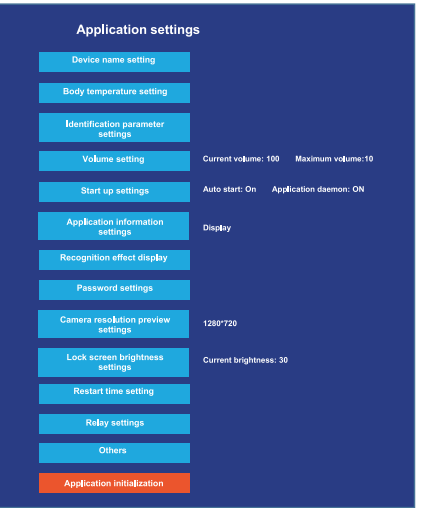 Application settings
Device name setting
Body temperature setting
Identification parameter
settings
Volume setting
Current volume: 100 Maximum volume:10
Start up settings
Auto start: On Application daemon: ON
Application information
settings
Display
Recognition effect display
Password settings
Camera resolution preview
settings
1280*720
Lock screen brightness
settings
Current brightness: 30
Restart time setting
Relay settings
Others
Application initialization